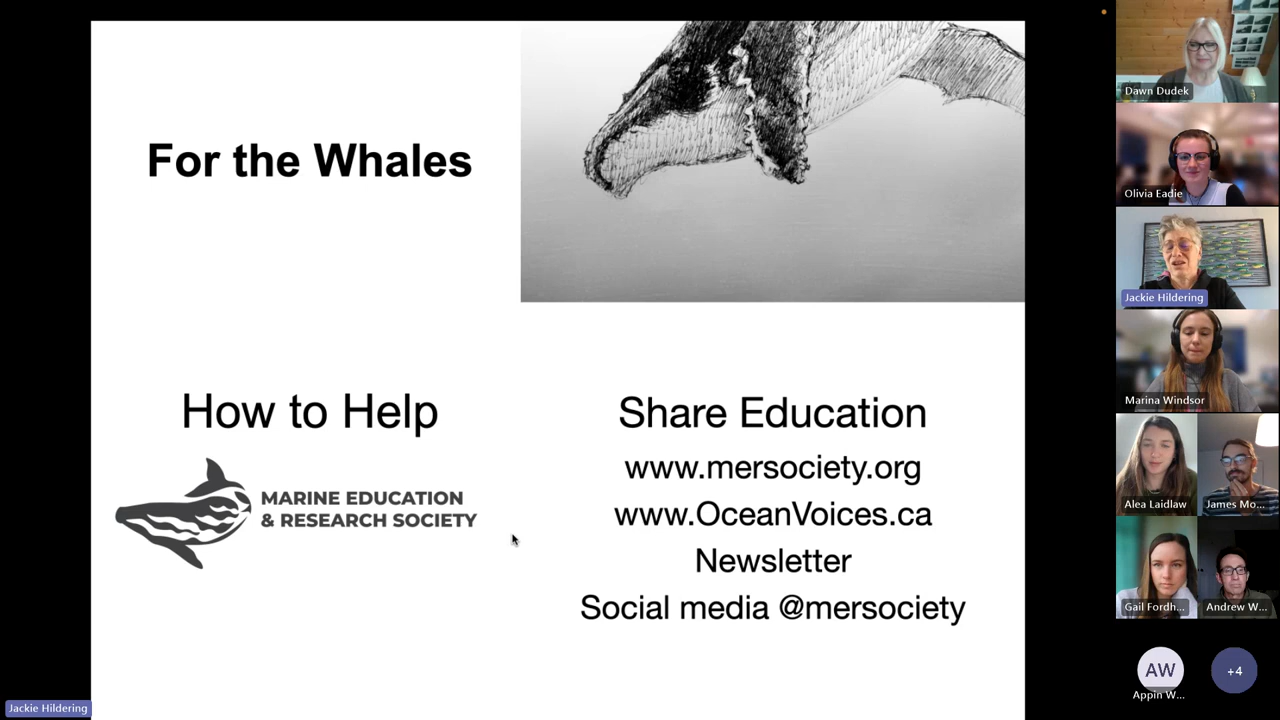 For the Whales
How to Help
MARINE EDUCATION
& RESEARCH SOCIETY
Share Education
www.mersociety.org
www.OceanVoices.ca
Newsletter
Social media @mersociety
Jackie Hildering
Dawn Dudek
Olivia Eadie
Jackie Hildering
Marina Windsor
Alea Laidlaw
James Mo...
Gail Fordh...
Andrew W...
AW
Appin W...
+4